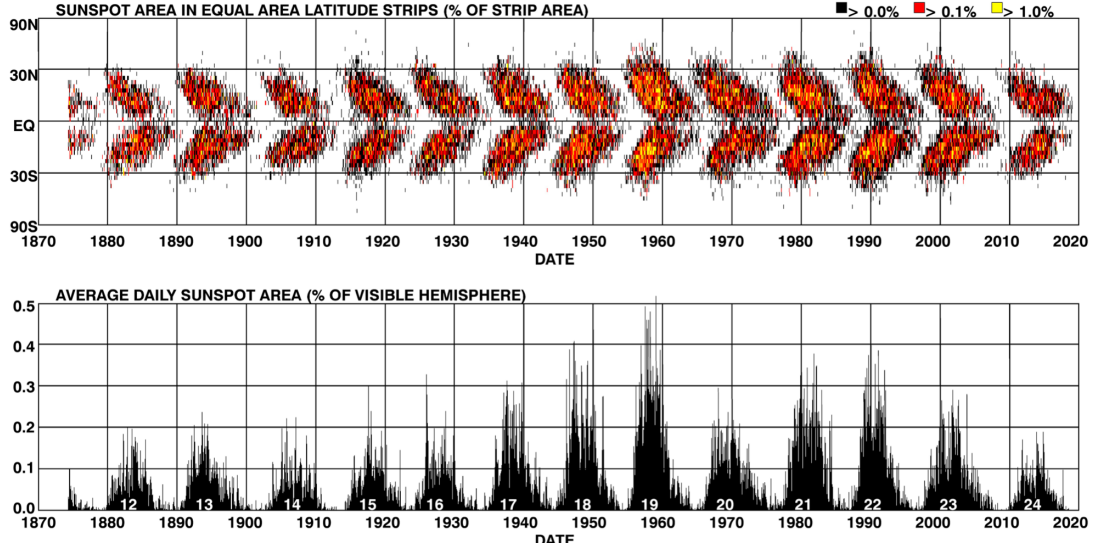 SUNSPOT AREA IN EQUAL AREA LATITUDE STRIPS (% OF STRIP AREA) > 0.0% > 0.1% > 1.0%
90N
30N
EQ
30S
90S
1870 1880 1890 1900 1910 1920 1930 1940 1950 1960 1970 1980 1990 2000 2010 2020
DATE
AVERAGE DAILY SUNSPOT AREA (% OF VISIBLE HEMISPHERE)
0.5
0.4
0.3
0.2
0.1
0.0 12 13 14 15 16 17 18 19 20 21 22 23 24
1870 1880 1890 1900 1910 1920 1930 1940 1950 1960 1970 1980 1990 2000 2010 2020
DATE